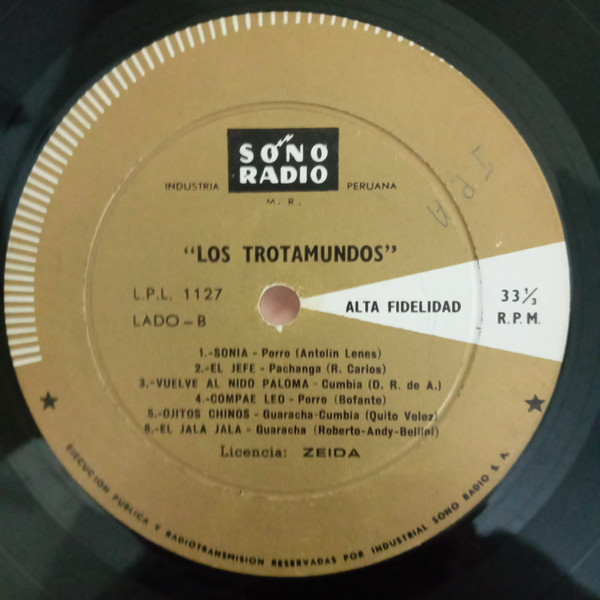 SONO
RADIO
INDUSTRIA PERUANA
M. R.
"LOS TROTAMUNDOS"
L.P.L. 1127
LADO-B
ALTA FIDELIDAD
33 1/3
R.P.M.
1.-SONIA - Porro (Antolin Lenes)
2.-EL JEFE - Pachanga (R. Carlos)
3.-VUELVE AL NIDO PALOMA - Cumbia (D. R. de A.)
4.-COMPAE LEO - Porro (Bofante)
5.-OJITOS CHINOS - Guaracha-Cumbia (Quito Velez)
6.-EL JALA JALA - Guaracha (Roberto-Andy-Bellini)
Licencia: ZEIDA
EJECUCION PUBLICA Y RADIOTRANSMISION RESERVADAS POR INDUSTRIAL SONO RADIO S. A.